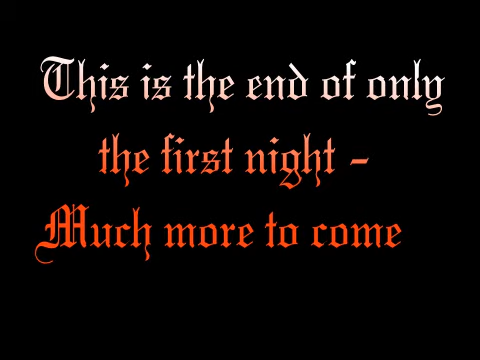 This is the end of only
the first night -
Much more to come